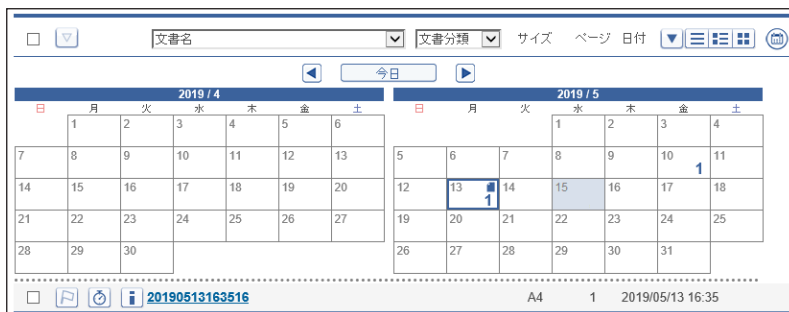 文書名 文書分類 サイズ ページ 日付
今日
2019 / 4
日 月 火 水 木 金 土
1 2 3 4 5 6
7 8 9 10 11 12 13
14 15 16 17 18 19 20
21 22 23 24 25 26 27
28 29 30
2019 / 5
日 月 火 水 木 金 土
1 2 3 4
5 6 7 8 9 10 1 11
12 13 1 14 15 16 17 18
19 20 21 22 23 24 25
26 27 28 29 30 31
20190513163516 A4 1 2019/05/13 16:35